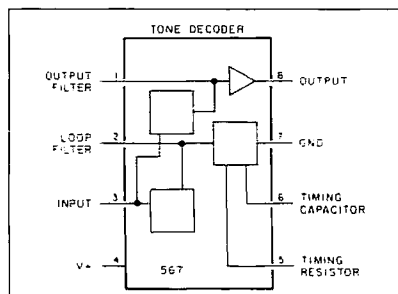 TONE DECODER
OUTPUT FILTER 1
8 OUTPUT
LOOP FILTER 2
7 GND
INPUT 3
6 TIMING CAPACITOR
V+ 4
567
5 TIMING RESISTOR